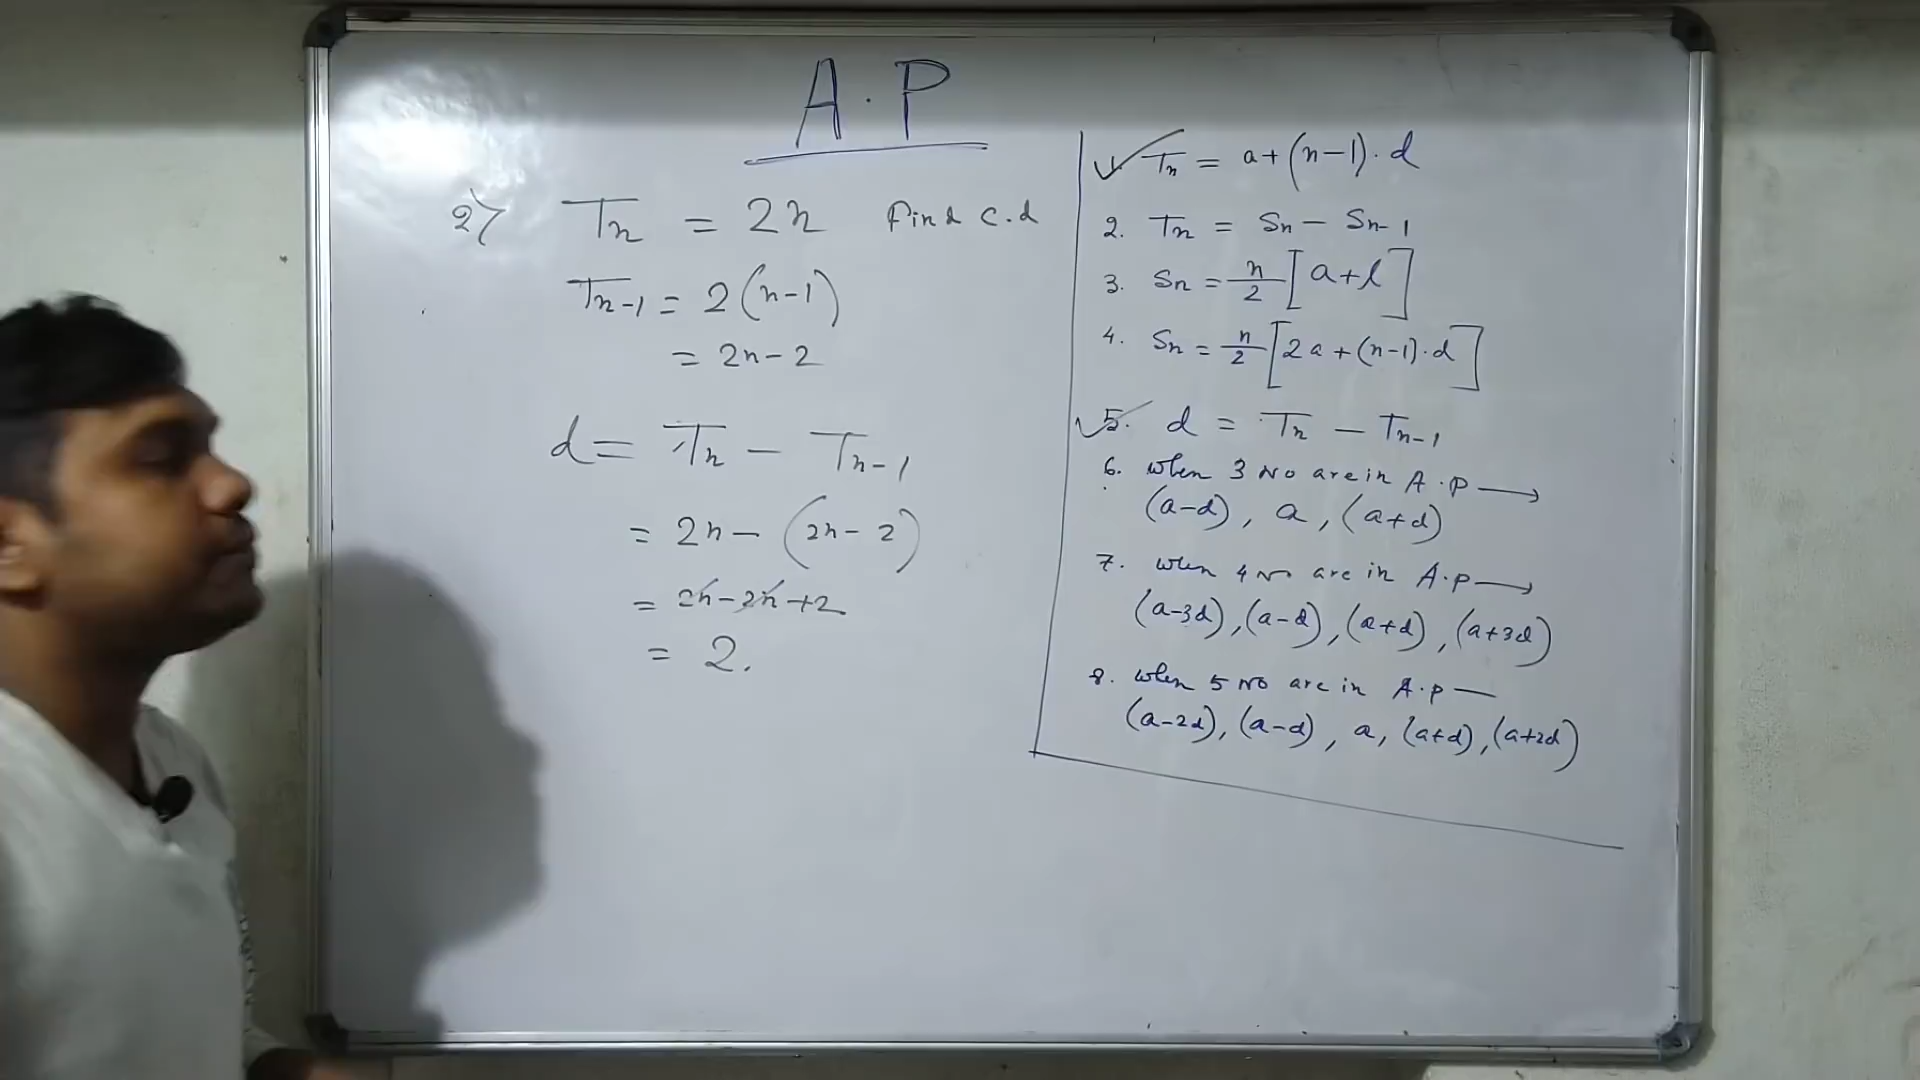 A.P
2) Tn = 2n find c.d
Tn-1 = 2(n-1)
= 2n-2
d = Tn - Tn-1
= 2n - (2n-2)
= 2n-2n+2
= 2.
1. Tn = a+(n-1).d
2. Tn = Sn - Sn-1
3. Sn = n/2 [a+l]
4. Sn = n/2 [2a+(n-1).d]
5. d = Tn - Tn-1
6. when 3 No are in A.P →
(a-d), a, (a+d)
7. when 4 No are in A.P →
(a-3d), (a-d), (a+d), (a+3d)
8. when 5 No are in A.P —
(a-2d), (a-d), a, (a+d), (a+2d)